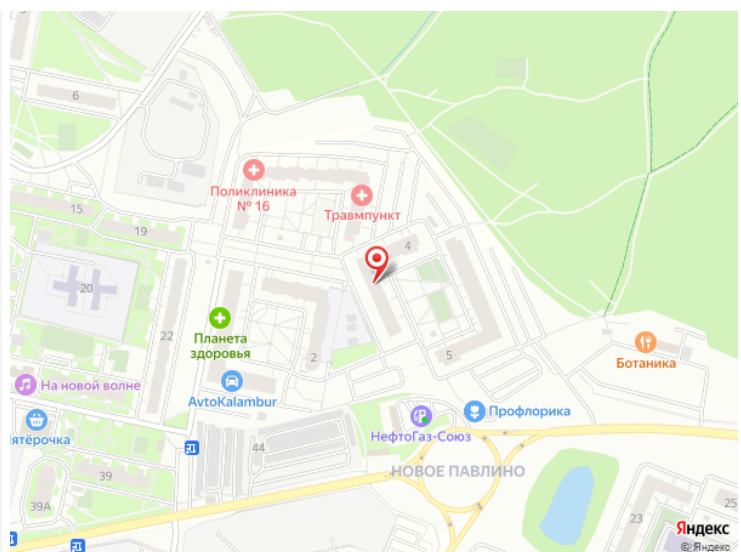 6
Поликлиника
№ 16
Травмпункт
15
19
4
20
22
Планета
здоровья
2
5
Ботаника
На новой волне
AvtoKalambur
Профлорика
Пятёрочка
44
НефтоГаз-Союз
39
НОВОЕ ПАВЛИНО
39А
23
25
Яндекс
© Яндекс